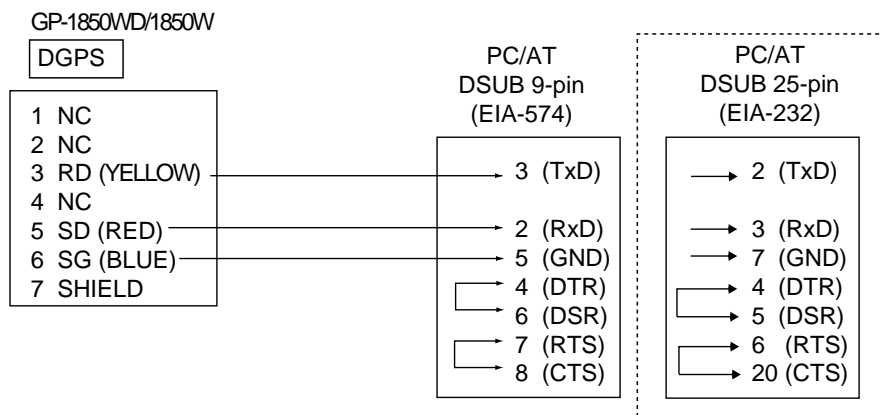 GP-1850WD/1850W
DGPS
1 NC
2 NC
3 RD (YELLOW)
4 NC
5 SD (RED)
6 SG (BLUE)
7 SHIELD
PC/AT
DSUB 9-pin
(EIA-574)
3 (TxD)
2 (RxD)
5 (GND)
4 (DTR)
6 (DSR)
7 (RTS)
8 (CTS)
PC/AT
DSUB 25-pin
(EIA-232)
2 (TxD)
3 (RxD)
7 (GND)
4 (DTR)
5 (DSR)
6 (RTS)
20 (CTS)